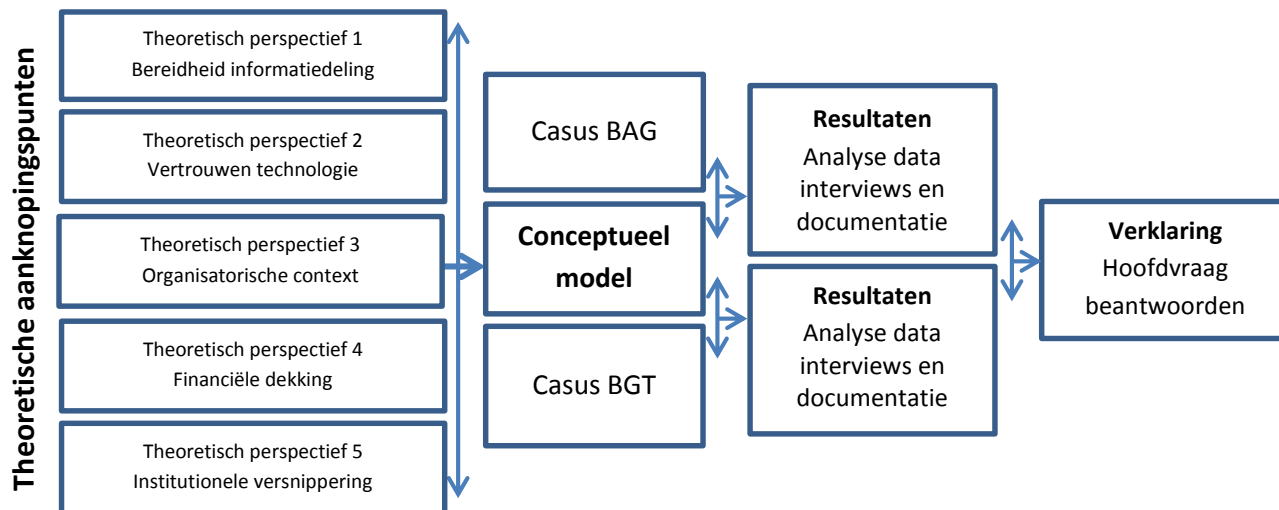 Theoretische aanknopingspunten
Theoretisch perspectief 1
Bereidheid informatiedeling
Theoretisch perspectief 2
Vertrouwen technologie
Theoretisch perspectief 3
Organisatorische context
Theoretisch perspectief 4
Financiële dekking
Theoretisch perspectief 5
Institutionele versnippering
Casus BAG
Conceptueel
model
Casus BGT
Resultaten
Analyse data
interviews en
documentatie
Resultaten
Analyse data
interviews en
documentatie
Verklaring
Hoofdvraag
beantwoorden